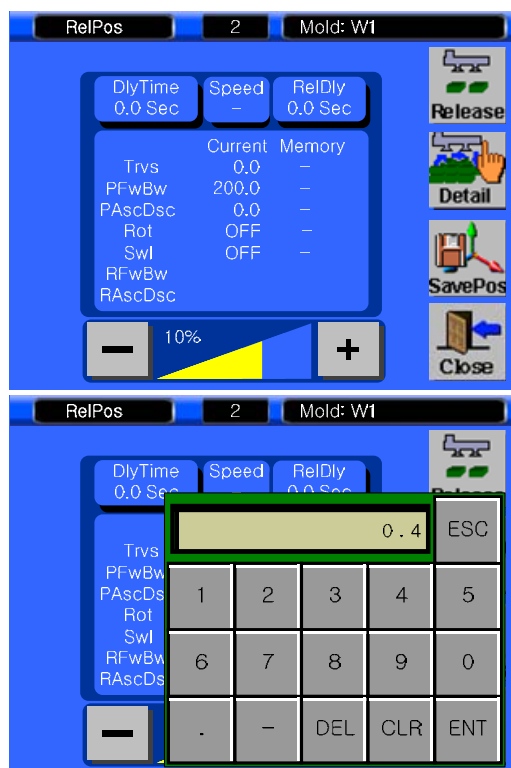 RelPos 2 Mold: W1
DlyTime Speed RelDly
0.0 Sec – 0.0 Sec
Release
Current Memory
Trvs 0.0 –
PFwBw 200.0 –
PAscDsc 0.0 –
Rot OFF –
Swl OFF –
RFwBw
RAscDsc
Detail
SavePos
− 10% +
Close
RelPos 2 Mold: W1
DlyTime Speed RelDly
0.0 Sec
0.4 ESC
Trvs
PFwBw
PAscDs
Rot
Swl
RFwBw
RAscDs
1 2 3 4 5
6 7 8 9 0
. − DEL CLR ENT
−